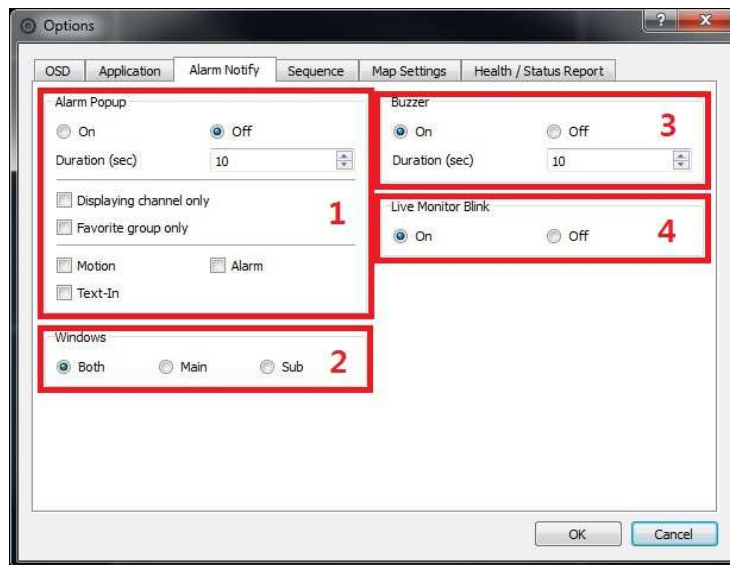 Options
?
X
OSD
Application
Alarm Notify
Sequence
Map Settings
Health / Status Report
Alarm Popup
On
Off
Duration (sec)
10
Displaying channel only
Favorite group only
Motion
Alarm
Text-In
1
Windows
Both
Main
Sub
2
Buzzer
On
Off
3
Duration (sec)
10
Live Monitor Blink
On
Off
4
OK
Cancel